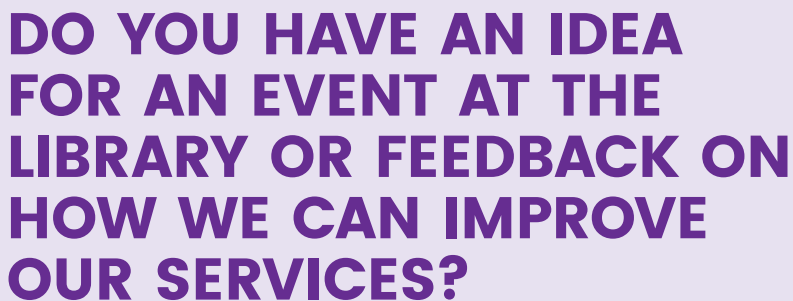 DO YOU HAVE AN IDEA
FOR AN EVENT AT THE
LIBRARY OR FEEDBACK ON
HOW WE CAN IMPROVE
OUR SERVICES?